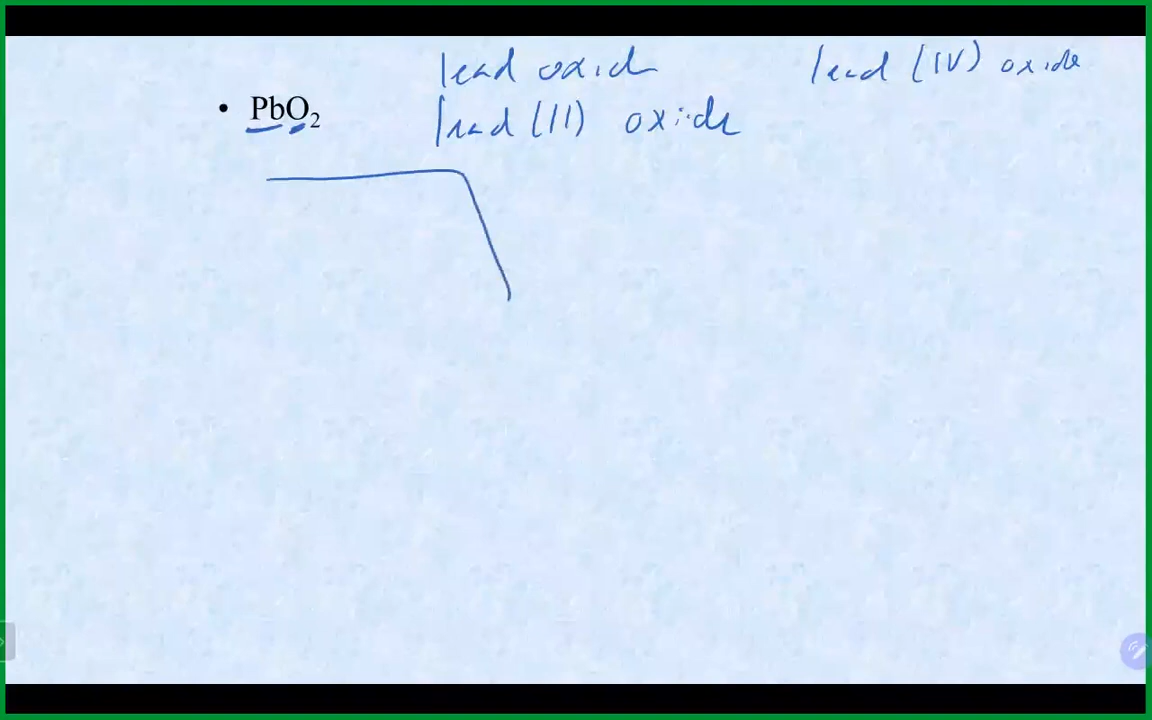 lead oxide lead (IV) oxide
• PbO₂ lead (II) oxide